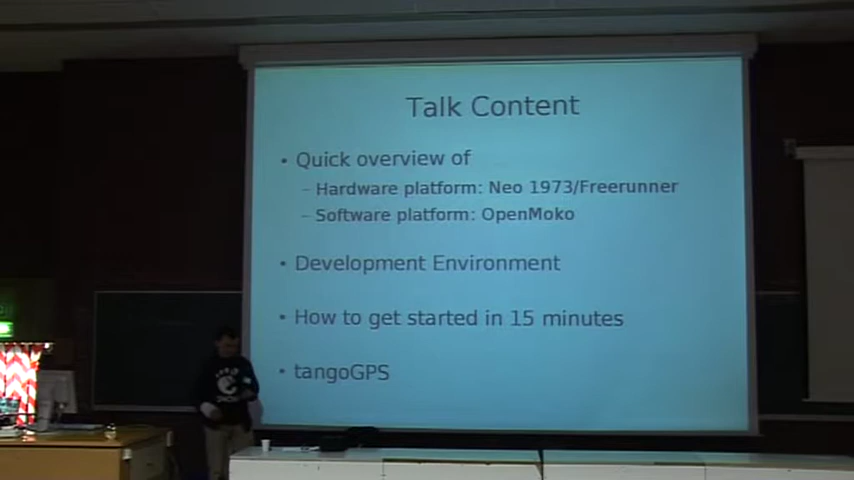 Talk Content
• Quick overview of
– Hardware platform: Neo 1973/Freerunner
– Software platform: OpenMoko
• Development Environment
• How to get started in 15 minutes
• tangoGPS